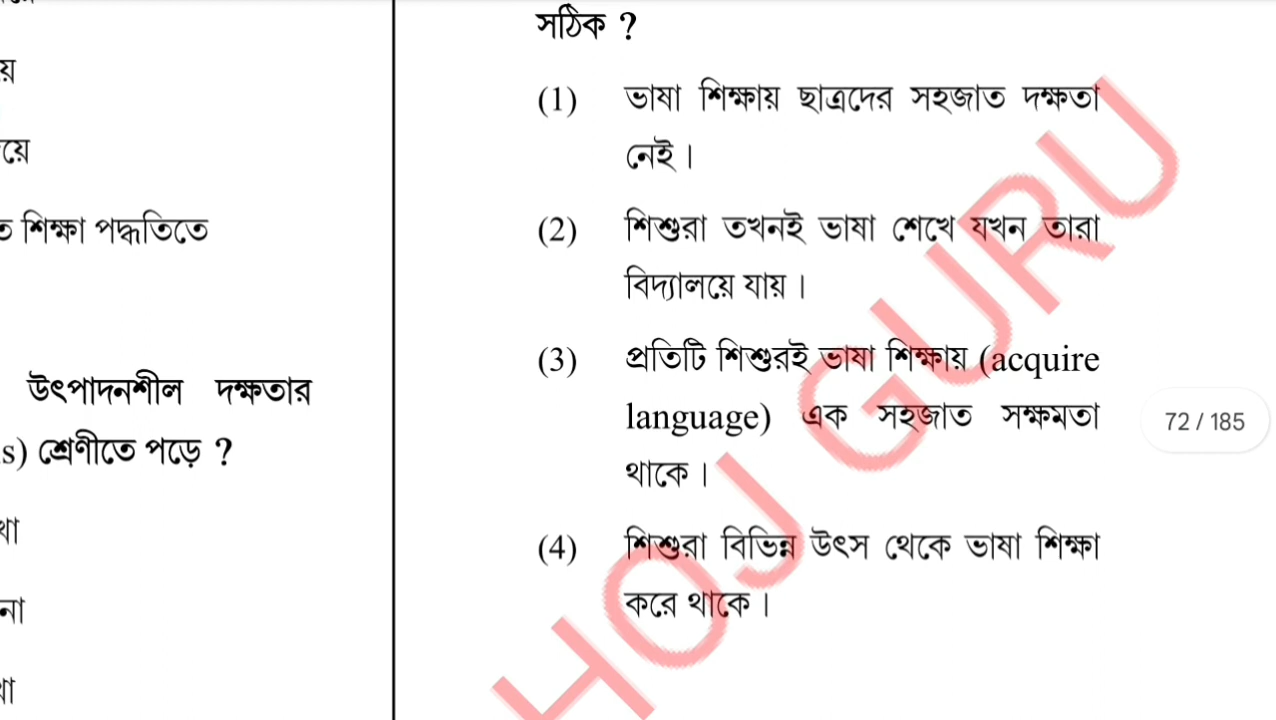 য়
য়ে
ত শিক্ষা পদ্ধতিতে
উৎপাদনশীল দক্ষতার
s) শ্রেণীতে পড়ে ?
থা
না
সঠিক ?
(1) ভাষা শিক্ষায় ছাত্রদের সহজাত দক্ষতা
নেই।
(2) শিশুরা তখনই ভাষা শেখে যখন তারা
বিদ্যালয়ে যায়।
(3) প্রতিটি শিশুরই ভাষা শিক্ষায় (acquire
language) এক সহজাত সক্ষমতা
থাকে।
(4) শিশুরা বিভিন্ন উৎস থেকে ভাষা শিক্ষা
করে থাকে।
HOJ GURU
72 / 185